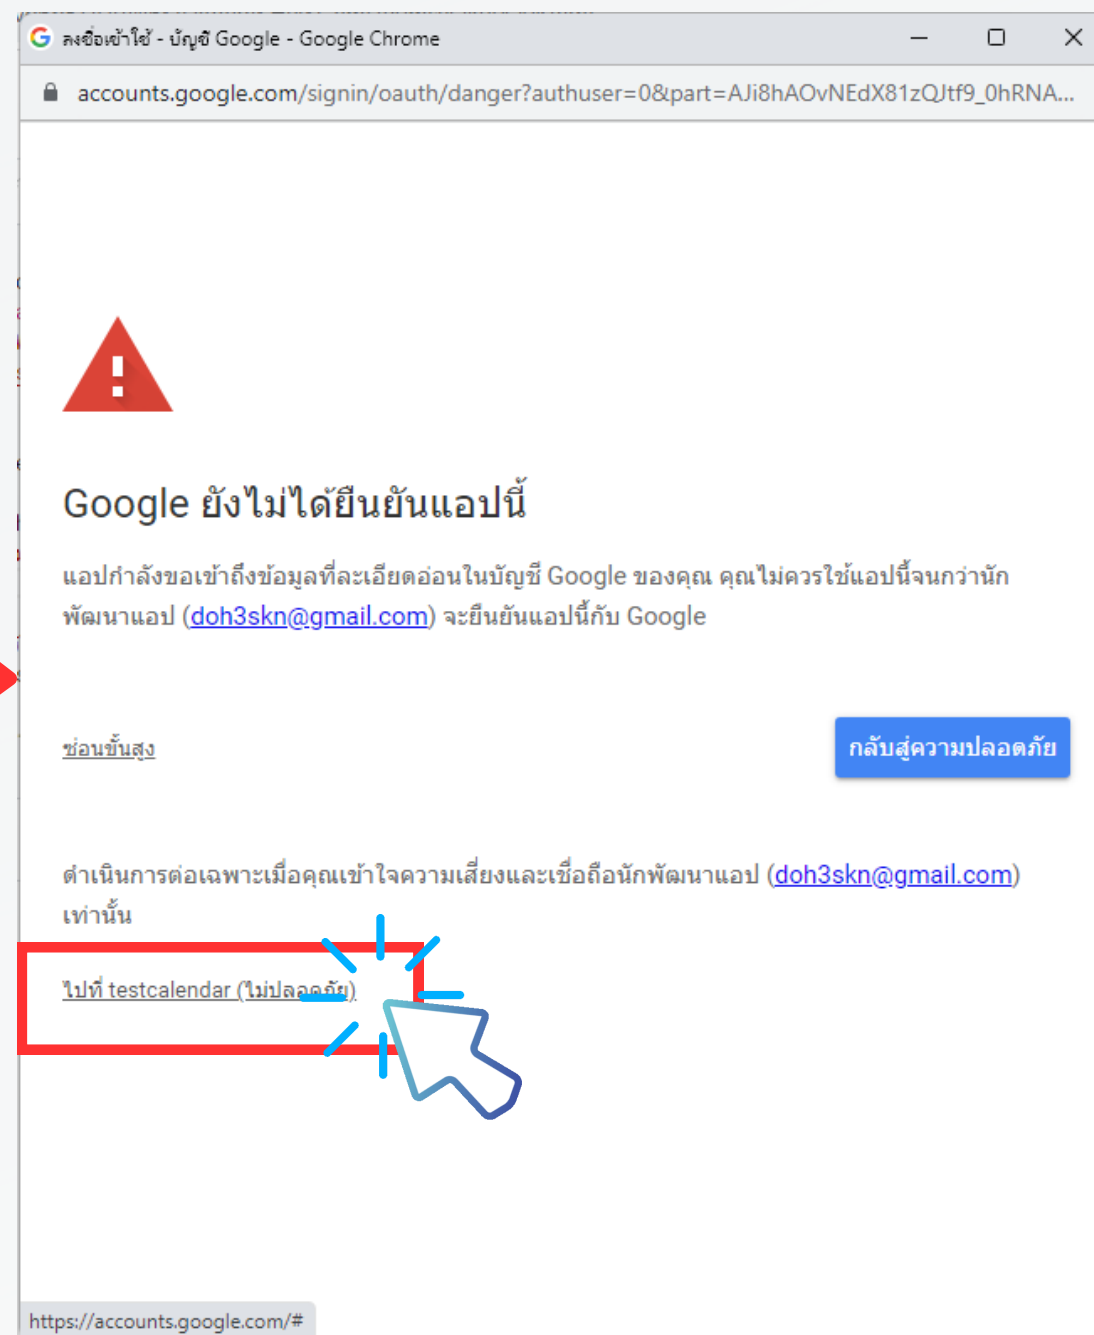 ลงชื่อเข้าใช้ - บัญชี Google - Google Chrome
accounts.google.com/signin/oauth/danger?authuser=0&part=AJi8hAOvNEdX81zQJtf9_0hRNA...
Google ยังไม่ได้ยืนยันแอปนี้
แอปกำลังขอเข้าถึงข้อมูลที่ละเอียดอ่อนในบัญชี Google ของคุณ คุณไม่ควรใช้แอปนี้จนกว่านัก
พัฒนาแอป (doh3skn@gmail.com) จะยืนยันแอปนี้กับ Google
ซ่อนขั้นสูง
กลับสู่ความปลอดภัย
ดำเนินการต่อเฉพาะเมื่อคุณเข้าใจความเสี่ยงและเชื่อถือนักพัฒนาแอป (doh3skn@gmail.com)
เท่านั้น
ไปที่ testcalendar (ไม่ปลอดภัย)
https://accounts.google.com/#